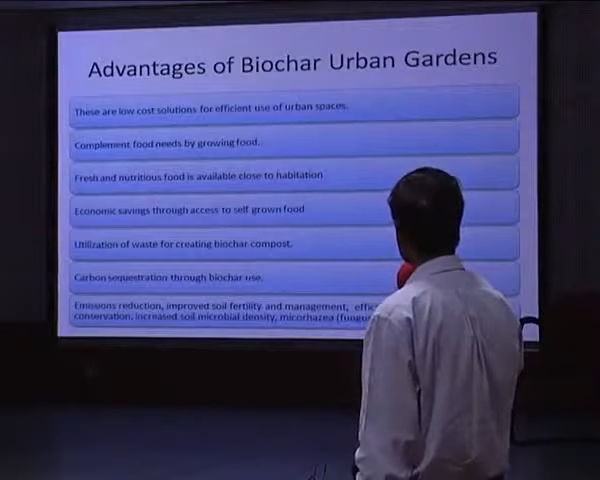 Advantages of Biochar Urban Gardens
These are low cost solutions for efficient use of urban spaces.
Complement food needs by growing food.
Fresh and nutritious food is available close to habitation
Economic savings through access to self grown food
Utilization of waste for creating biochar compost.
Carbon sequestration through biochar use.
Emissions reduction, improved soil fertility and management,
conservation, increased soil microbial density, micorhazea